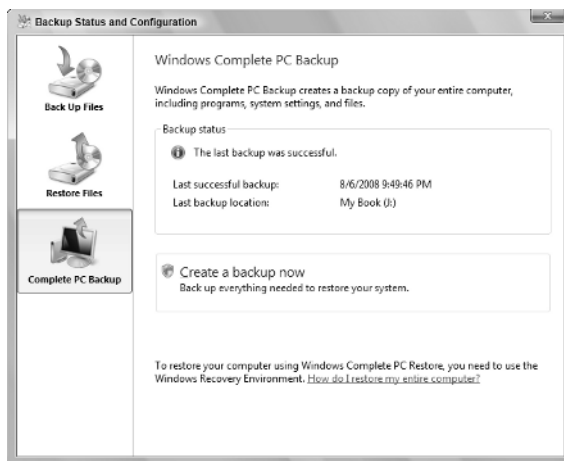 Backup Status and Configuration
Back Up Files
Restore Files
Complete PC Backup
Windows Complete PC Backup
Windows Complete PC Backup creates a backup copy of your entire computer,
including programs, system settings, and files.
Backup status
The last backup was successful.
Last successful backup: 8/6/2008 9:49:46 PM
Last backup location: My Book (J:)
Create a backup now
Back up everything needed to restore your system.
To restore your computer using Windows Complete PC Restore, you need to use the
Windows Recovery Environment. How do I restore my entire computer?